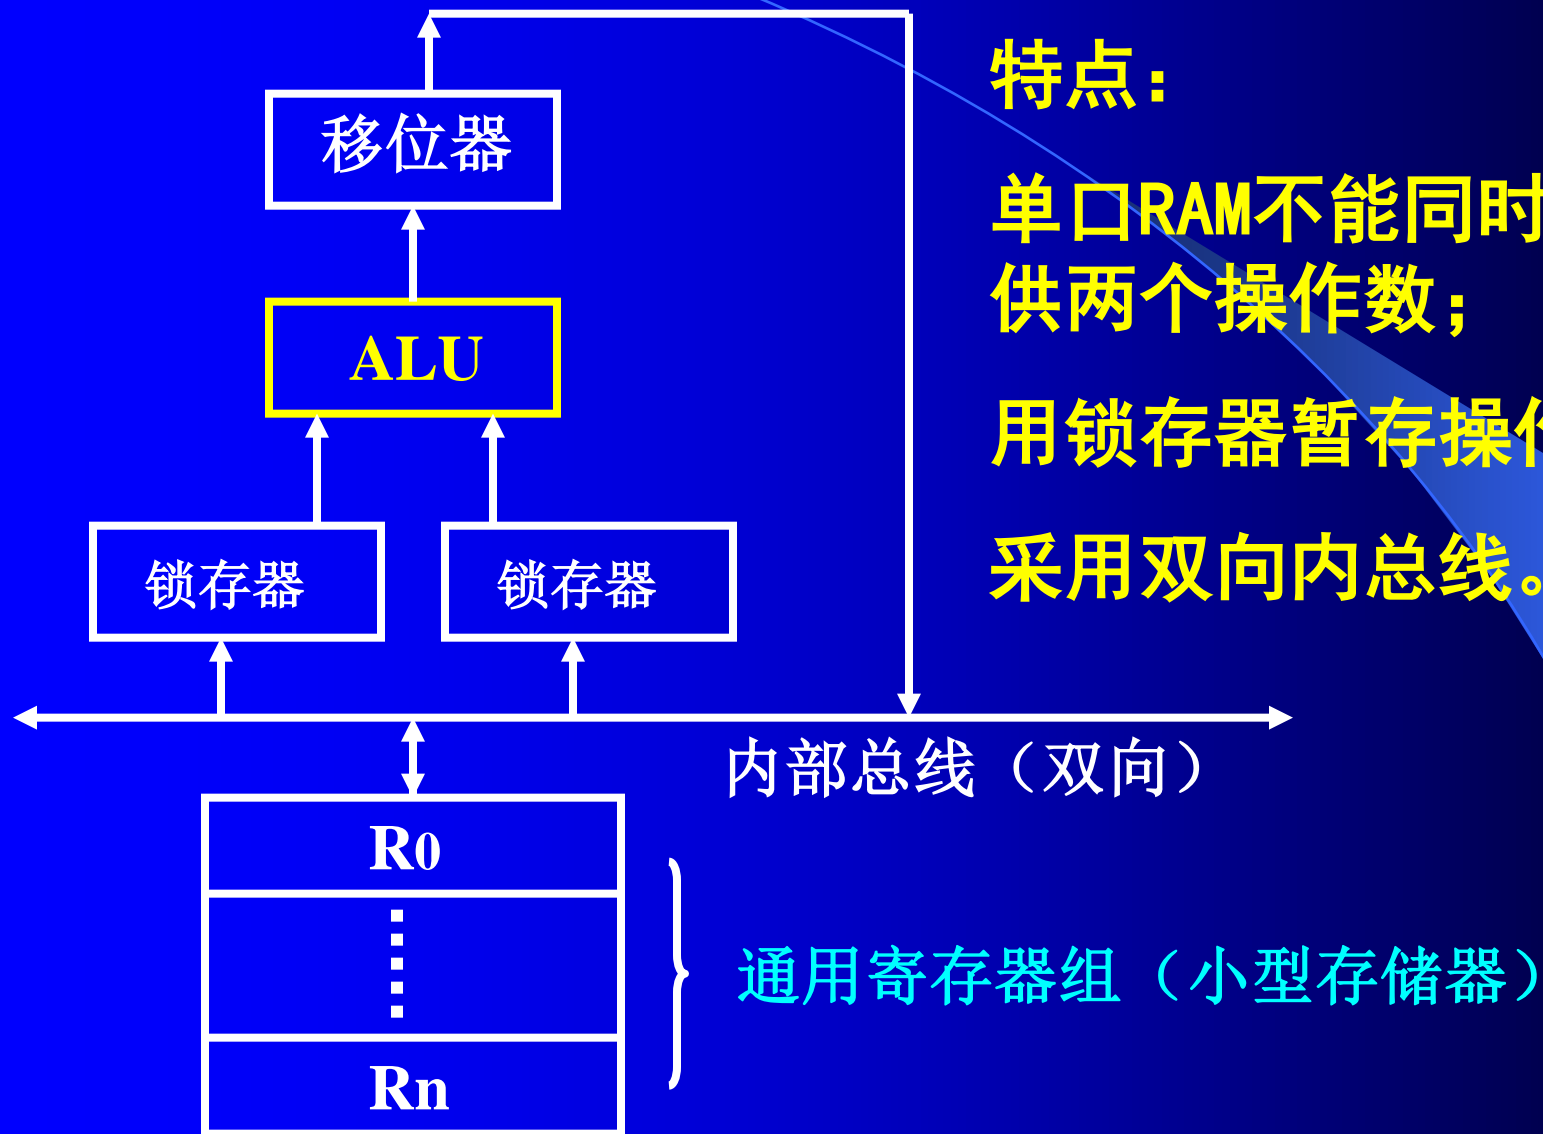 移位器
ALU
锁存器
锁存器
内部总线（双向）
R0
Rn
通用寄存器组（小型存储器）
特点：
单口RAM不能同时
供两个操作数；
用锁存器暂存操
采用双向内总线。